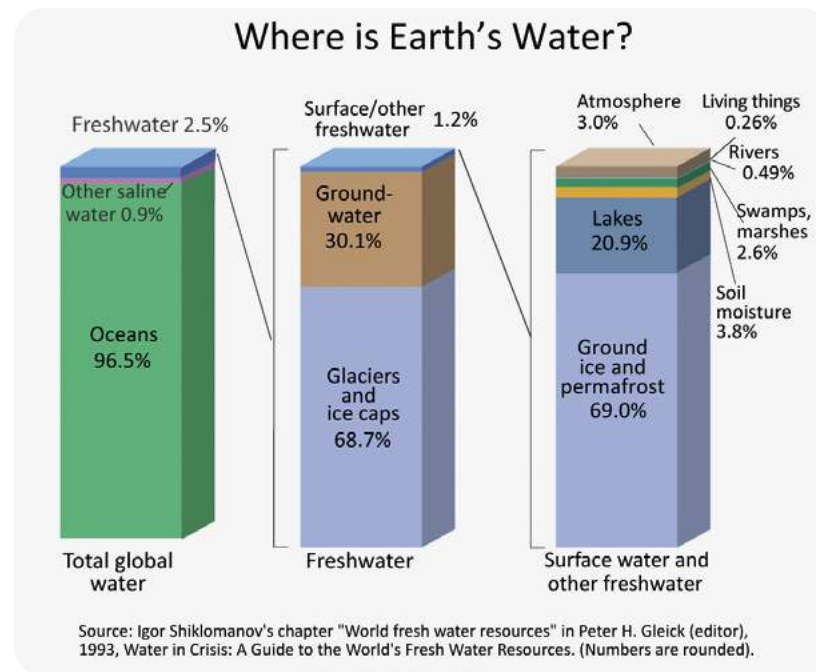 Where is Earth's Water?
Freshwater 2.5%
Other saline
water 0.9%
Oceans
96.5%
Total global
water
Surface/other
freshwater 1.2%
Ground-
water
30.1%
Glaciers
and
ice caps
68.7%
Freshwater
Atmosphere
3.0%
Living things
0.26%
Rivers
0.49%
Swamps,
marshes
2.6%
Soil
moisture
3.8%
Lakes
20.9%
Ground
ice and
permafrost
69.0%
Surface water and
other freshwater
Source: Igor Shiklomanov's chapter "World fresh water resources" in Peter H. Gleick (editor),
1993, Water in Crisis: A Guide to the World's Fresh Water Resources. (Numbers are rounded).